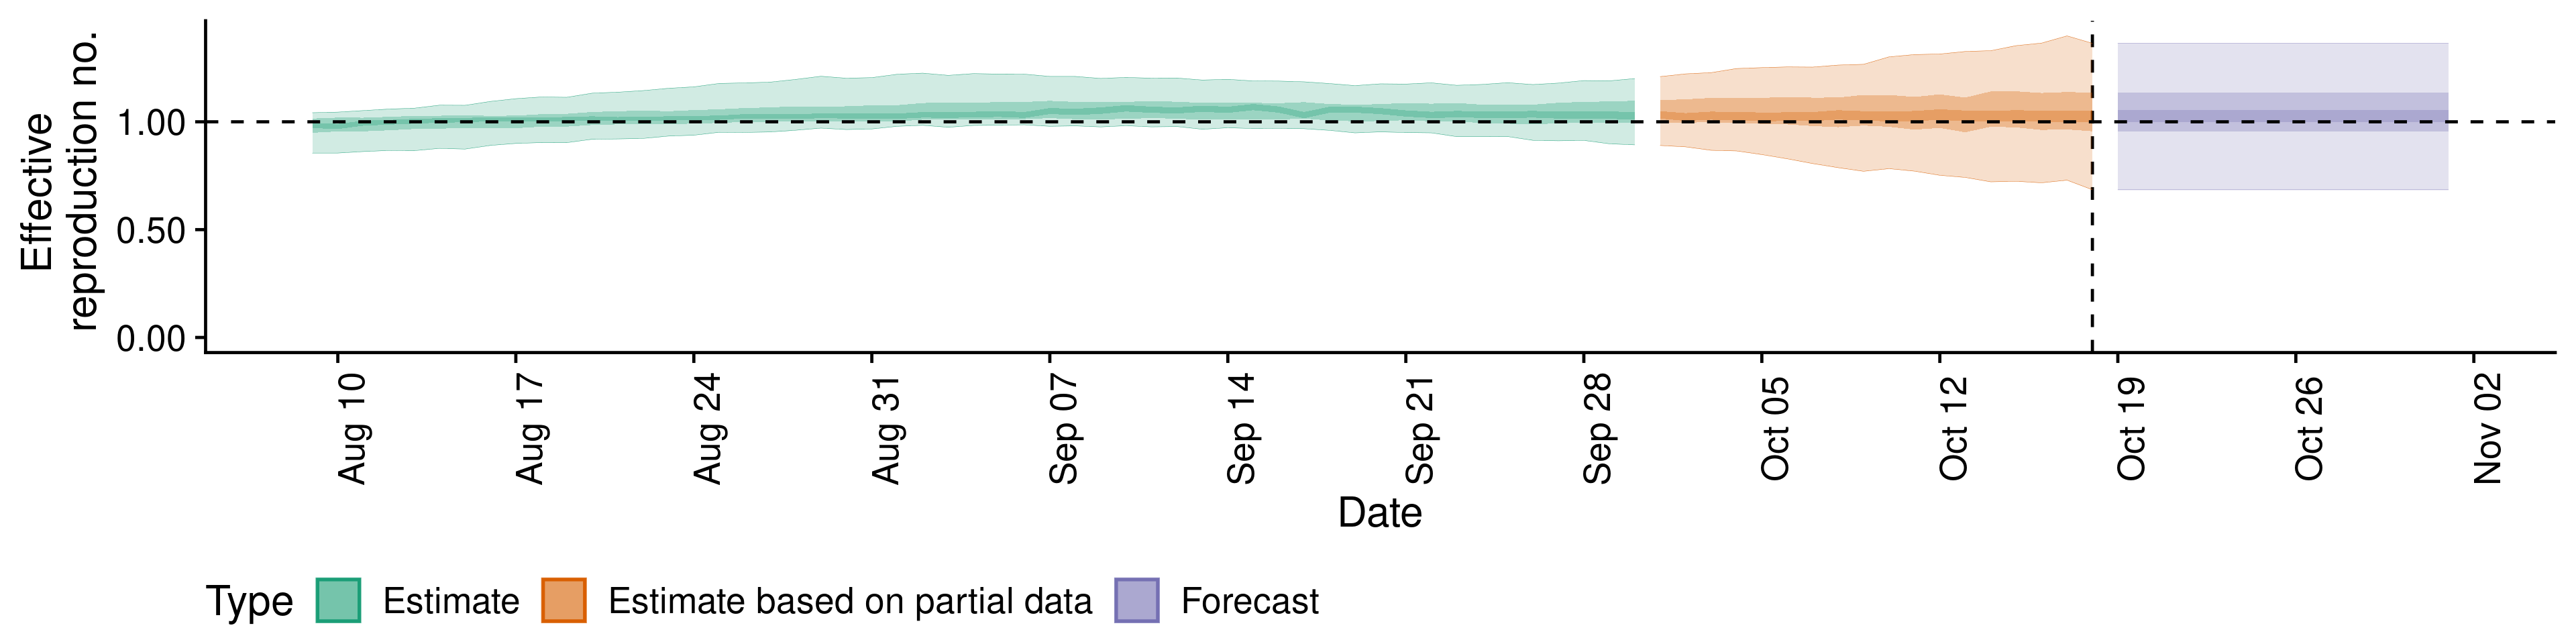 Effective
reproduction no.
1.00
0.50
0.00
Aug 10
Aug 17
Aug 24
Aug 31
Sep 07
Sep 14
Sep 21
Sep 28
Oct 05
Oct 12
Oct 19
Oct 26
Nov 02
Date
Type Estimate Estimate based on partial data Forecast